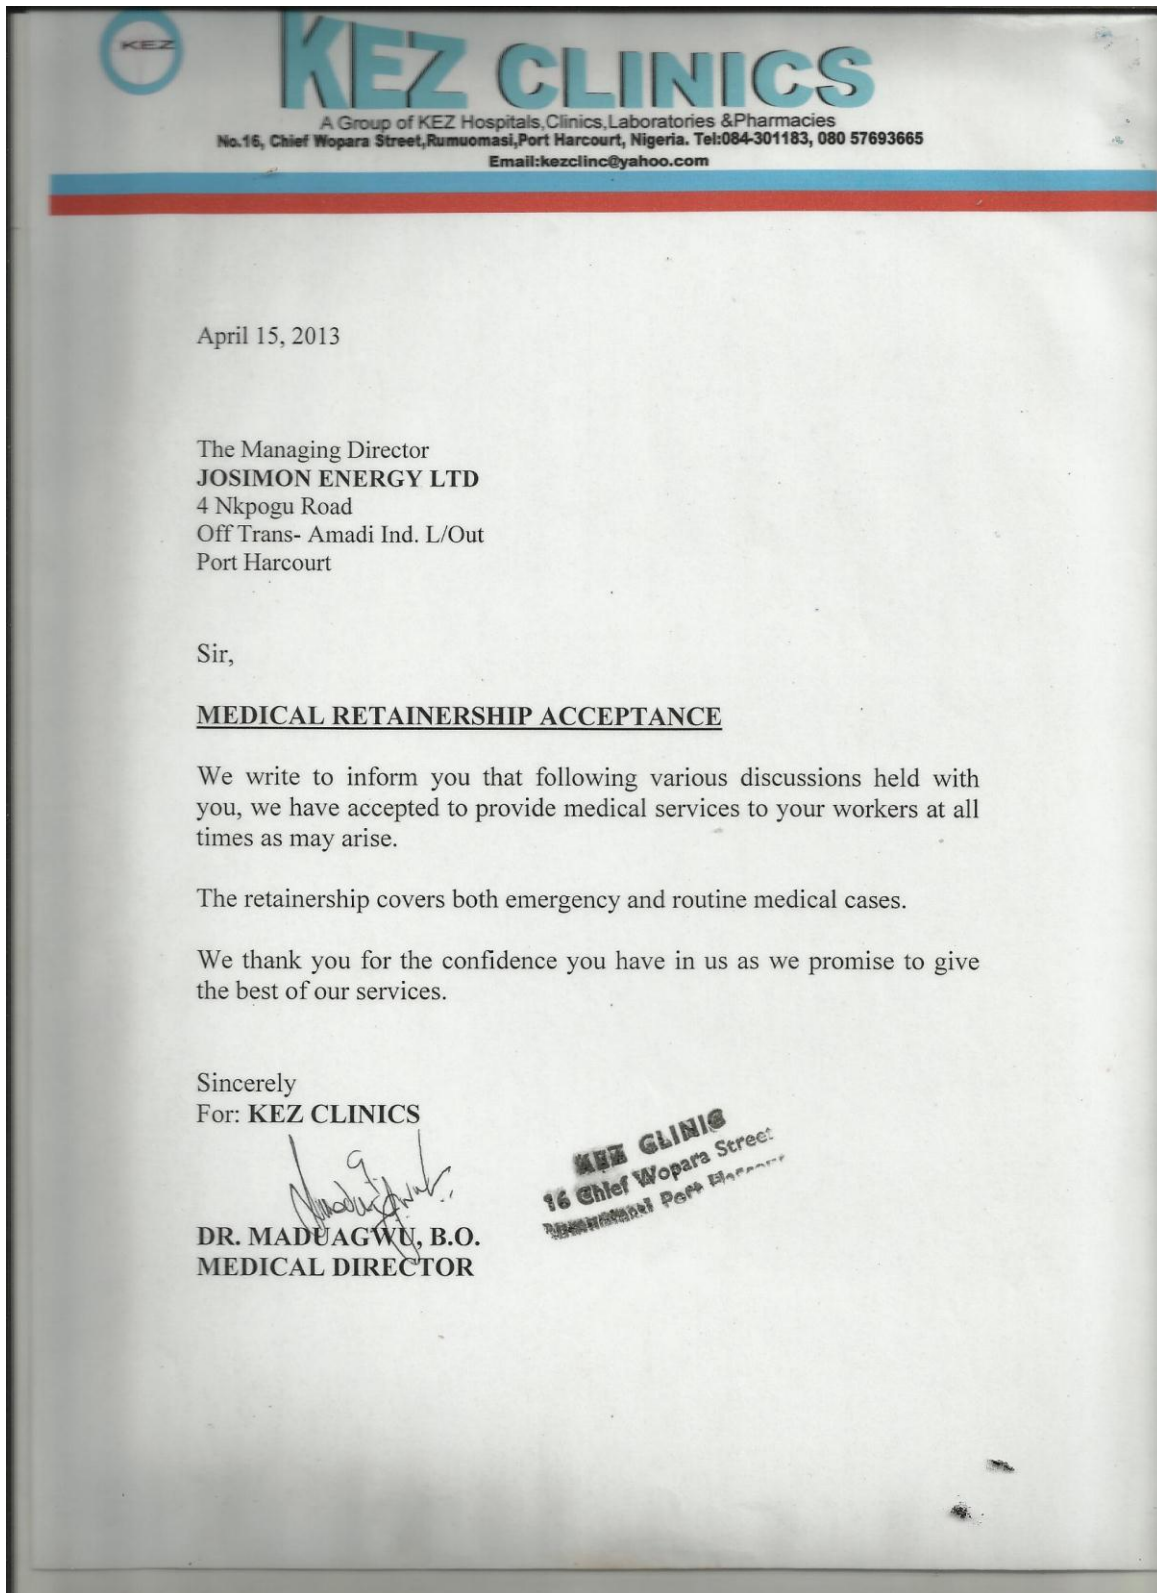 KEZ
KEZ CLINICS
A Group of KEZ Hospitals,Clinics,Laboratories &Pharmacies
No.16, Chief Wopara Street,Rumuomasi,Port Harcourt, Nigeria. Tel:084-301183, 080 57693665
Email:kezclinc@yahoo.com
April 15, 2013
The Managing Director
JOSIMON ENERGY LTD
4 Nkpogu Road
Off Trans- Amadi Ind. L/Out
Port Harcourt
Sir,
MEDICAL RETAINERSHIP ACCEPTANCE
We write to inform you that following various discussions held with
you, we have accepted to provide medical services to your workers at all
times as may arise.
The retainership covers both emergency and routine medical cases.
We thank you for the confidence you have in us as we promise to give
the best of our services.
Sincerely
For: KEZ CLINICS
DR. MADUAGWU, B.O.
MEDICAL DIRECTOR
KEZ CLINIC
16 Chief Wopara Street
Port